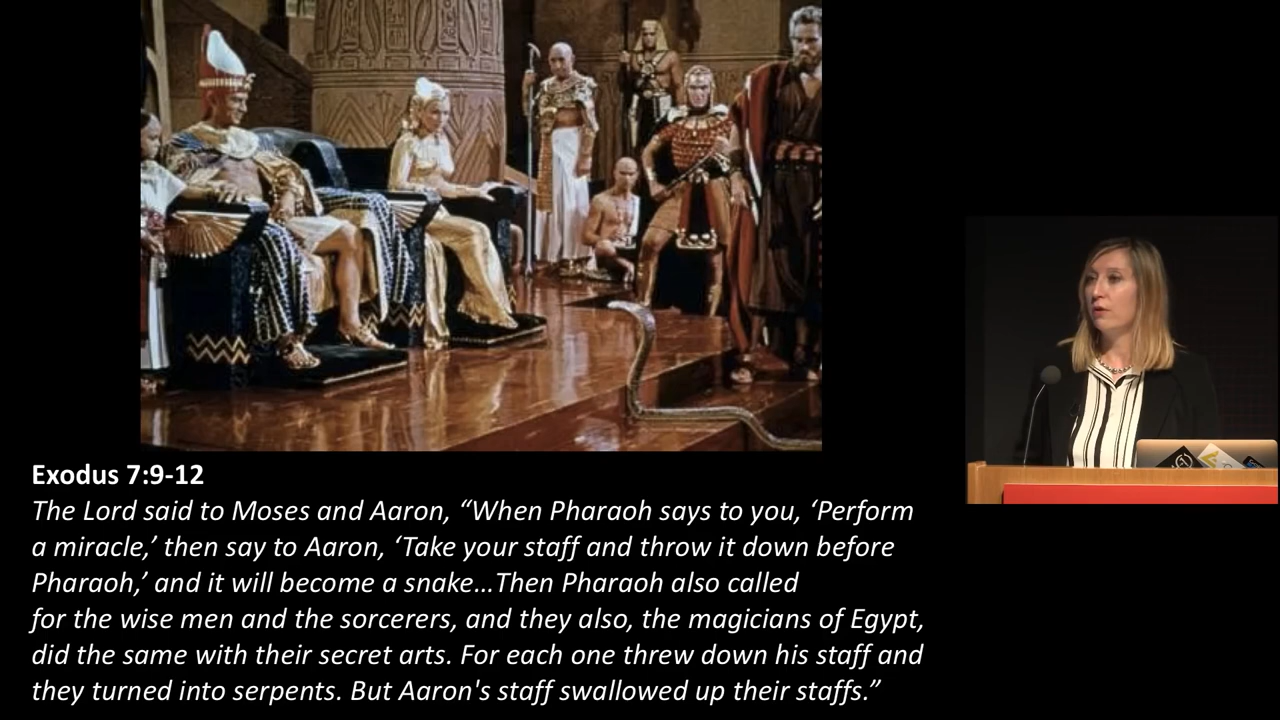 Exodus 7:9-12
The Lord said to Moses and Aaron, “When Pharaoh says to you, ‘Perform
a miracle,’ then say to Aaron, ‘Take your staff and throw it down before
Pharaoh,’ and it will become a snake…Then Pharaoh also called
for the wise men and the sorcerers, and they also, the magicians of Egypt,
did the same with their secret arts. For each one threw down his staff and
they turned into serpents. But Aaron's staff swallowed up their staffs.”